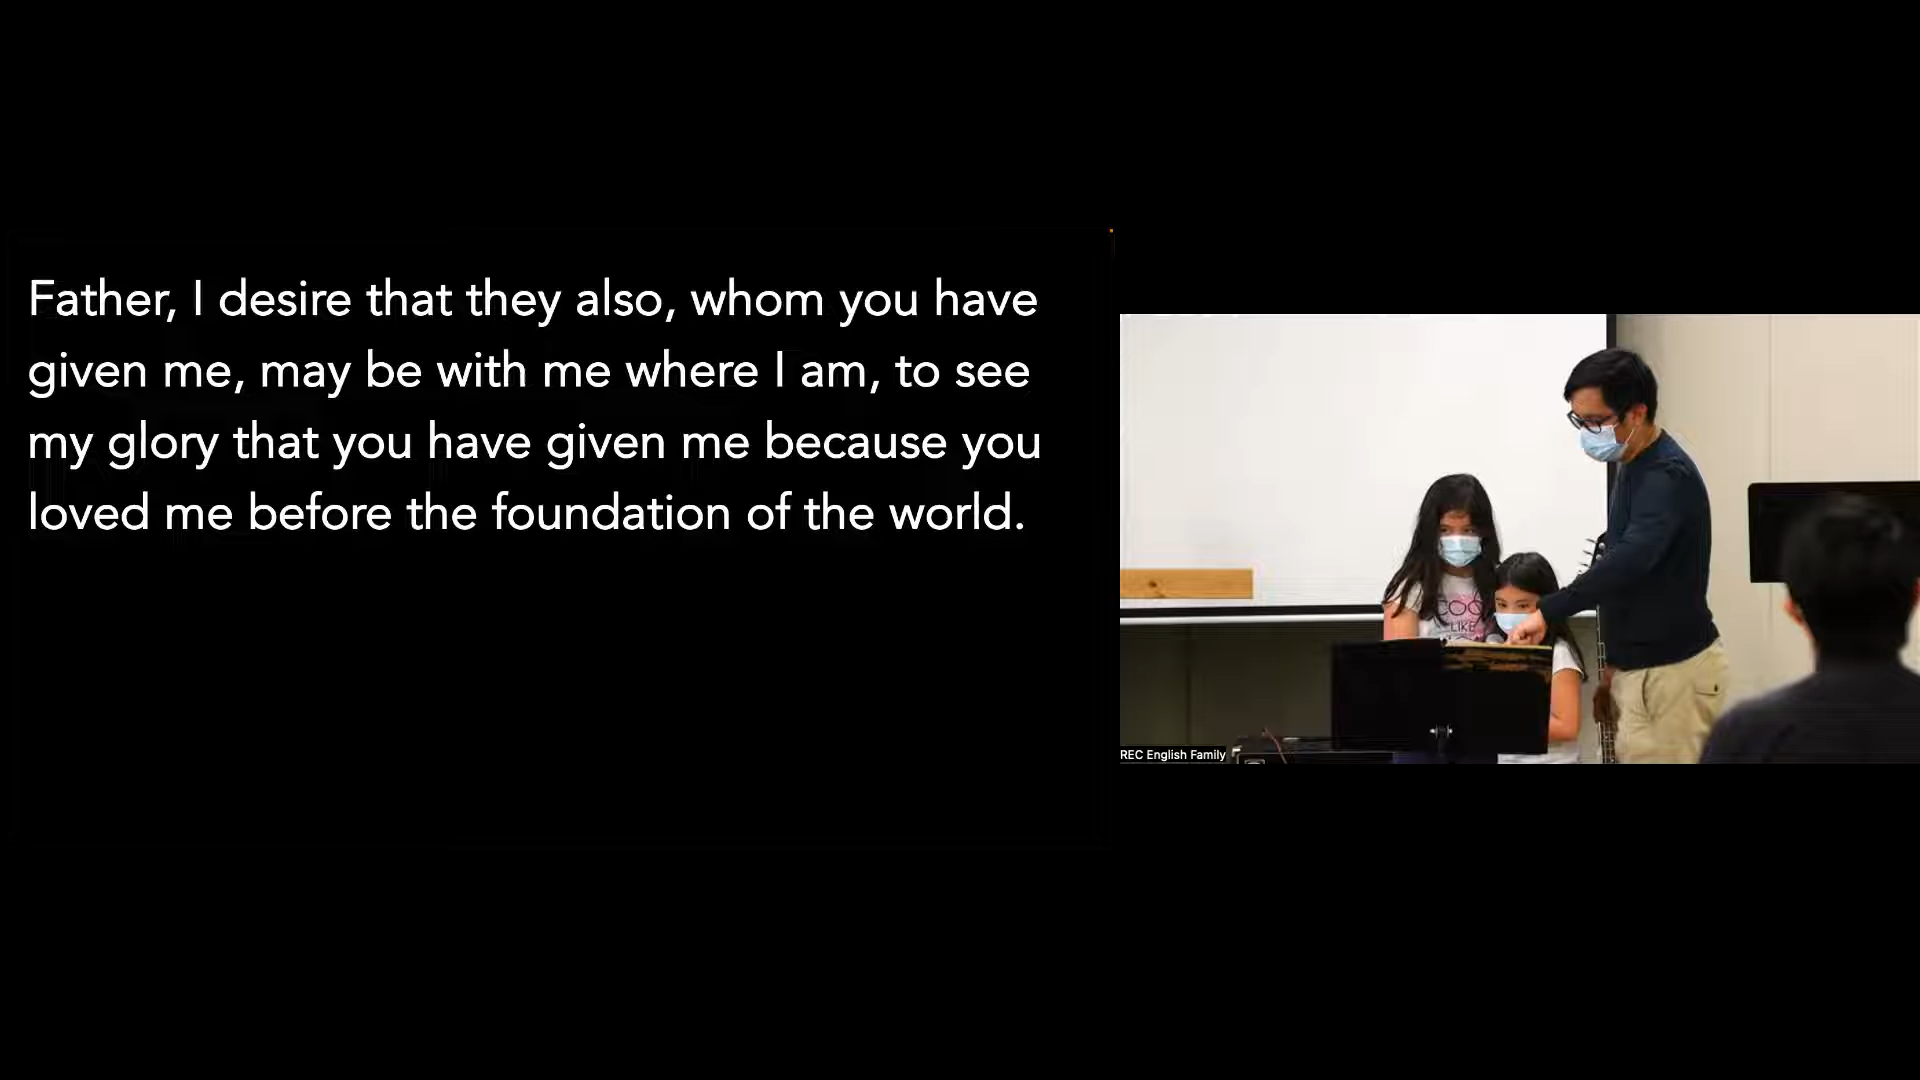 Father, I desire that they also, whom you have
given me, may be with me where I am, to see
my glory that you have given me because you
loved me before the foundation of the world.
COO
LIKE
REC English Family